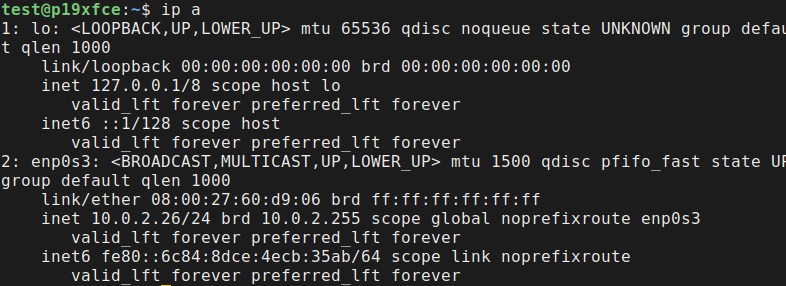 test@p19xfce:~$ ip a
1: lo: <LOOPBACK,UP,LOWER_UP> mtu 65536 qdisc noqueue state UNKNOWN group defau
t qlen 1000
    link/loopback 00:00:00:00:00:00 brd 00:00:00:00:00:00
    inet 127.0.0.1/8 scope host lo
       valid_lft forever preferred_lft forever
    inet6 ::1/128 scope host
       valid_lft forever preferred_lft forever
2: enp0s3: <BROADCAST,MULTICAST,UP,LOWER_UP> mtu 1500 qdisc pfifo_fast state UP
group default qlen 1000
    link/ether 08:00:27:60:d9:06 brd ff:ff:ff:ff:ff:ff
    inet 10.0.2.26/24 brd 10.0.2.255 scope global noprefixroute enp0s3
       valid_lft forever preferred_lft forever
    inet6 fe80::6c84:8dce:4ecb:35ab/64 scope link noprefixroute
       valid_lft forever preferred_lft forever